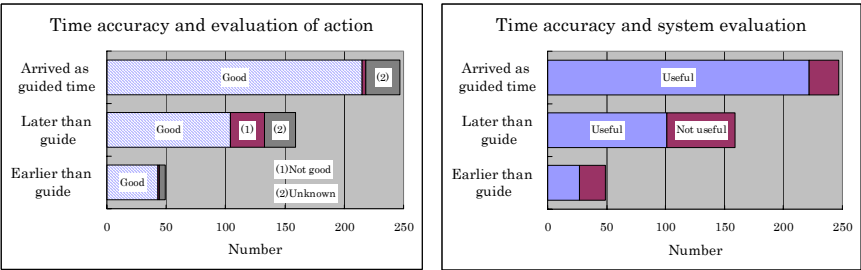 Time accuracy and evaluation of action
Arrived as
guided time
Good
(2)
Later than
guide
Good
(1)
(2)
Earlier than
guide
Good
(1)Not good
(2)Unknown
0 50 100 150 200 250
Number
Time accuracy and system evaluation
Arrived as
guided time
Useful
Later than
guide
Useful
Not useful
Earlier than
guide
0 50 100 150 200 250
Number